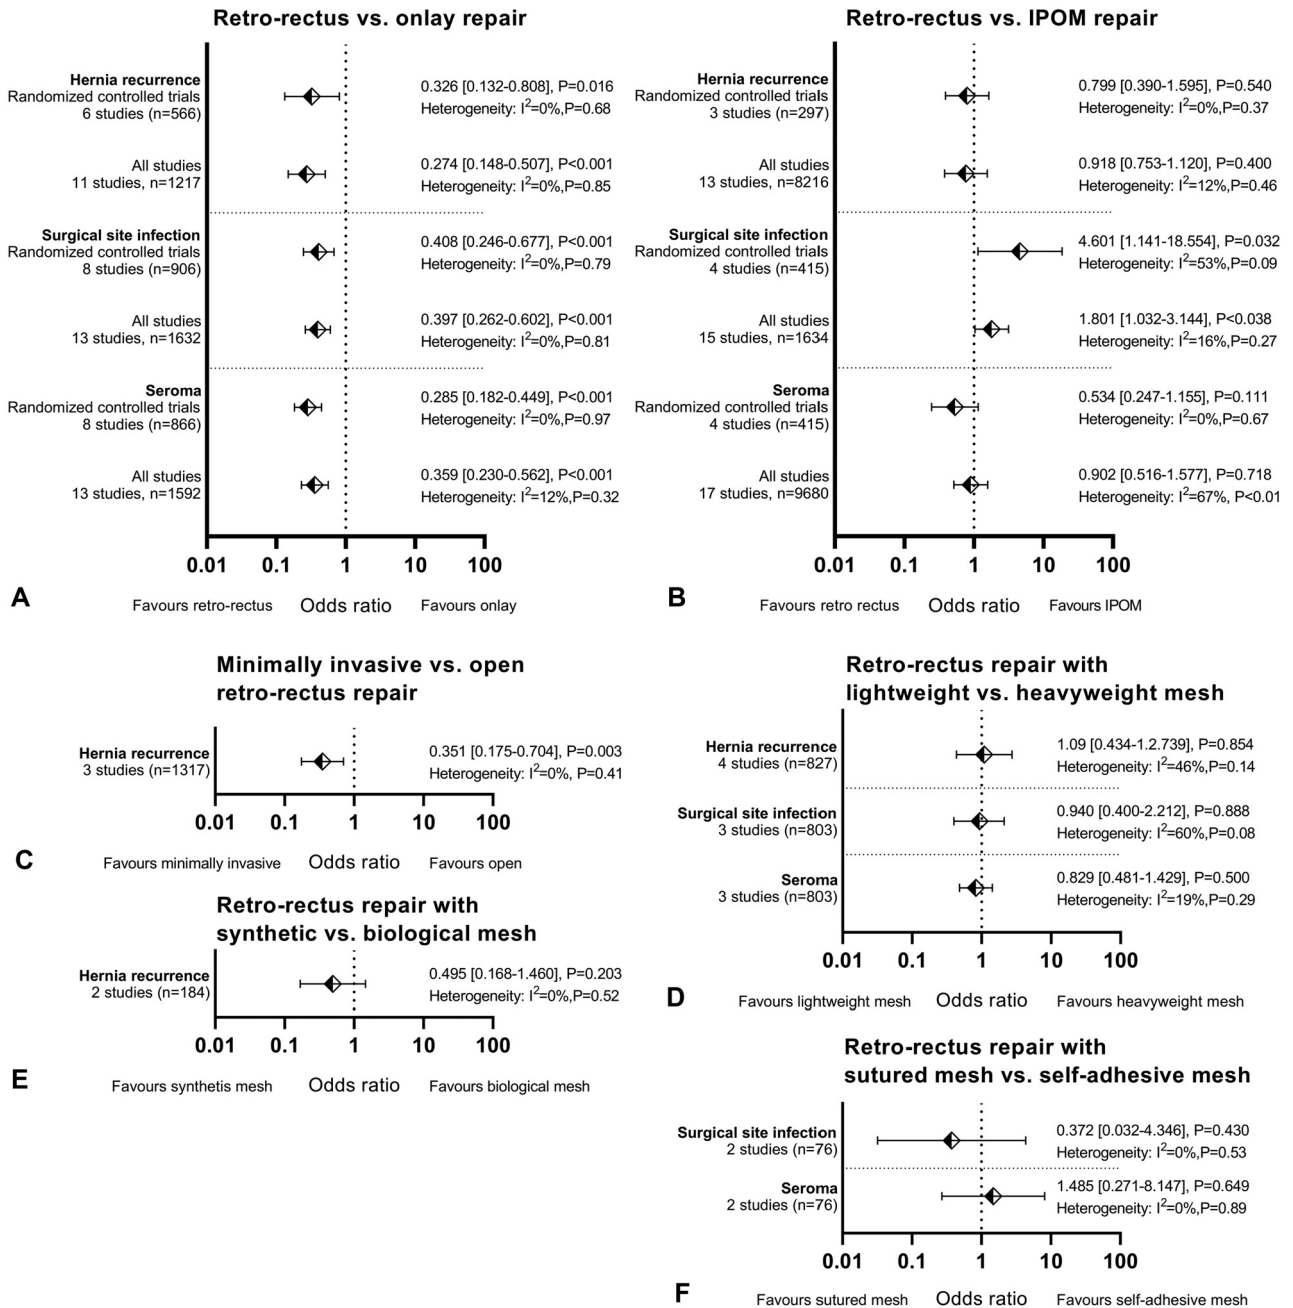 Retro-rectus vs. onlay repair
Hernia recurrence
Randomized controlled trials
6 studies (n=566)
0.326 [0.132-0.808], P=0.016
Heterogeneity: I²=0%,P=0.68
All studies
11 studies, n=1217
0.274 [0.148-0.507], P<0.001
Heterogeneity: I²=0%,P=0.85
Surgical site infection
Randomized controlled trials
8 studies (n=906)
0.408 [0.246-0.677], P<0.001
Heterogeneity: I²=0%,P=0.79
All studies
13 studies, n=1632
0.397 [0.262-0.602], P<0.001
Heterogeneity: I²=0%,P=0.81
Seroma
Randomized controlled trials
8 studies (n=866)
0.285 [0.182-0.449], P<0.001
Heterogeneity: I²=0%,P=0.97
All studies
13 studies, n=1592
0.359 [0.230-0.562], P<0.001
Heterogeneity: I²=12%,P=0.32
0.01 0.1 1 10 100
A
Favours retro-rectus Odds ratio Favours onlay
Retro-rectus vs. IPOM repair
Hernia recurrence
Randomized controlled trials
3 studies (n=297)
0.799 [0.390-1.595], P=0.540
Heterogeneity: I²=0%,P=0.37
All studies
13 studies, n=8216
0.918 [0.753-1.120], P=0.400
Heterogeneity: I²=12%,P=0.46
Surgical site infection
Randomized controlled trials
4 studies (n=415)
4.601 [1.141-18.554], P=0.032
Heterogeneity: I²=53%,P=0.09
All studies
15 studies, n=1634
1.801 [1.032-3.144], P<0.038
Heterogeneity: I²=16%,P=0.27
Seroma
Randomized controlled trials
4 studies (n=415)
0.534 [0.247-1.155], P=0.111
Heterogeneity: I²=0%,P=0.67
All studies
17 studies, n=9680
0.902 [0.516-1.577], P=0.718
Heterogeneity: I²=67%, P<0.01
0.01 0.1 1 10 100
B
Favours retro rectus Odds ratio Favours IPOM
Minimally invasive vs. open
retro-rectus repair
Hernia recurrence
3 studies (n=1317)
0.351 [0.175-0.704], P=0.003
Heterogeneity: I²=0%, P=0.41
0.01 0.1 1 10 100
C
Favours minimally invasive Odds ratio Favours open
Retro-rectus repair with
lightweight vs. heavyweight mesh
Hernia recurrence
4 studies (n=827)
1.09 [0.434-1.2.739], P=0.854
Heterogeneity: I²=46%,P=0.14
Surgical site infection
3 studies (n=803)
0.940 [0.400-2.212], P=0.888
Heterogeneity: I²=60%,P=0.08
Seroma
3 studies (n=803)
0.829 [0.481-1.429], P=0.500
Heterogeneity: I²=19%,P=0.29
0.01 0.1 1 10 100
D
Favours lightweight mesh Odds ratio Favours heavyweight mesh
Retro-rectus repair with
synthetic vs. biological mesh
Hernia recurrence
2 studies (n=184)
0.495 [0.168-1.460], P=0.203
Heterogeneity: I²=0%,P=0.52
0.01 0.1 1 10 100
E
Favours synthetis mesh Odds ratio Favours biological mesh
Retro-rectus repair with
sutured mesh vs. self-adhesive mesh
Surgical site infection
2 studies (n=76)
0.372 [0.032-4.346], P=0.430
Heterogeneity: I²=0%,P=0.53
Seroma
2 studies (n=76)
1.485 [0.271-8.147], P=0.649
Heterogeneity: I²=0%,P=0.89
0.01 0.1 1 10 100
F
Favours sutured mesh Odds ratio Favours self-adhesive mesh